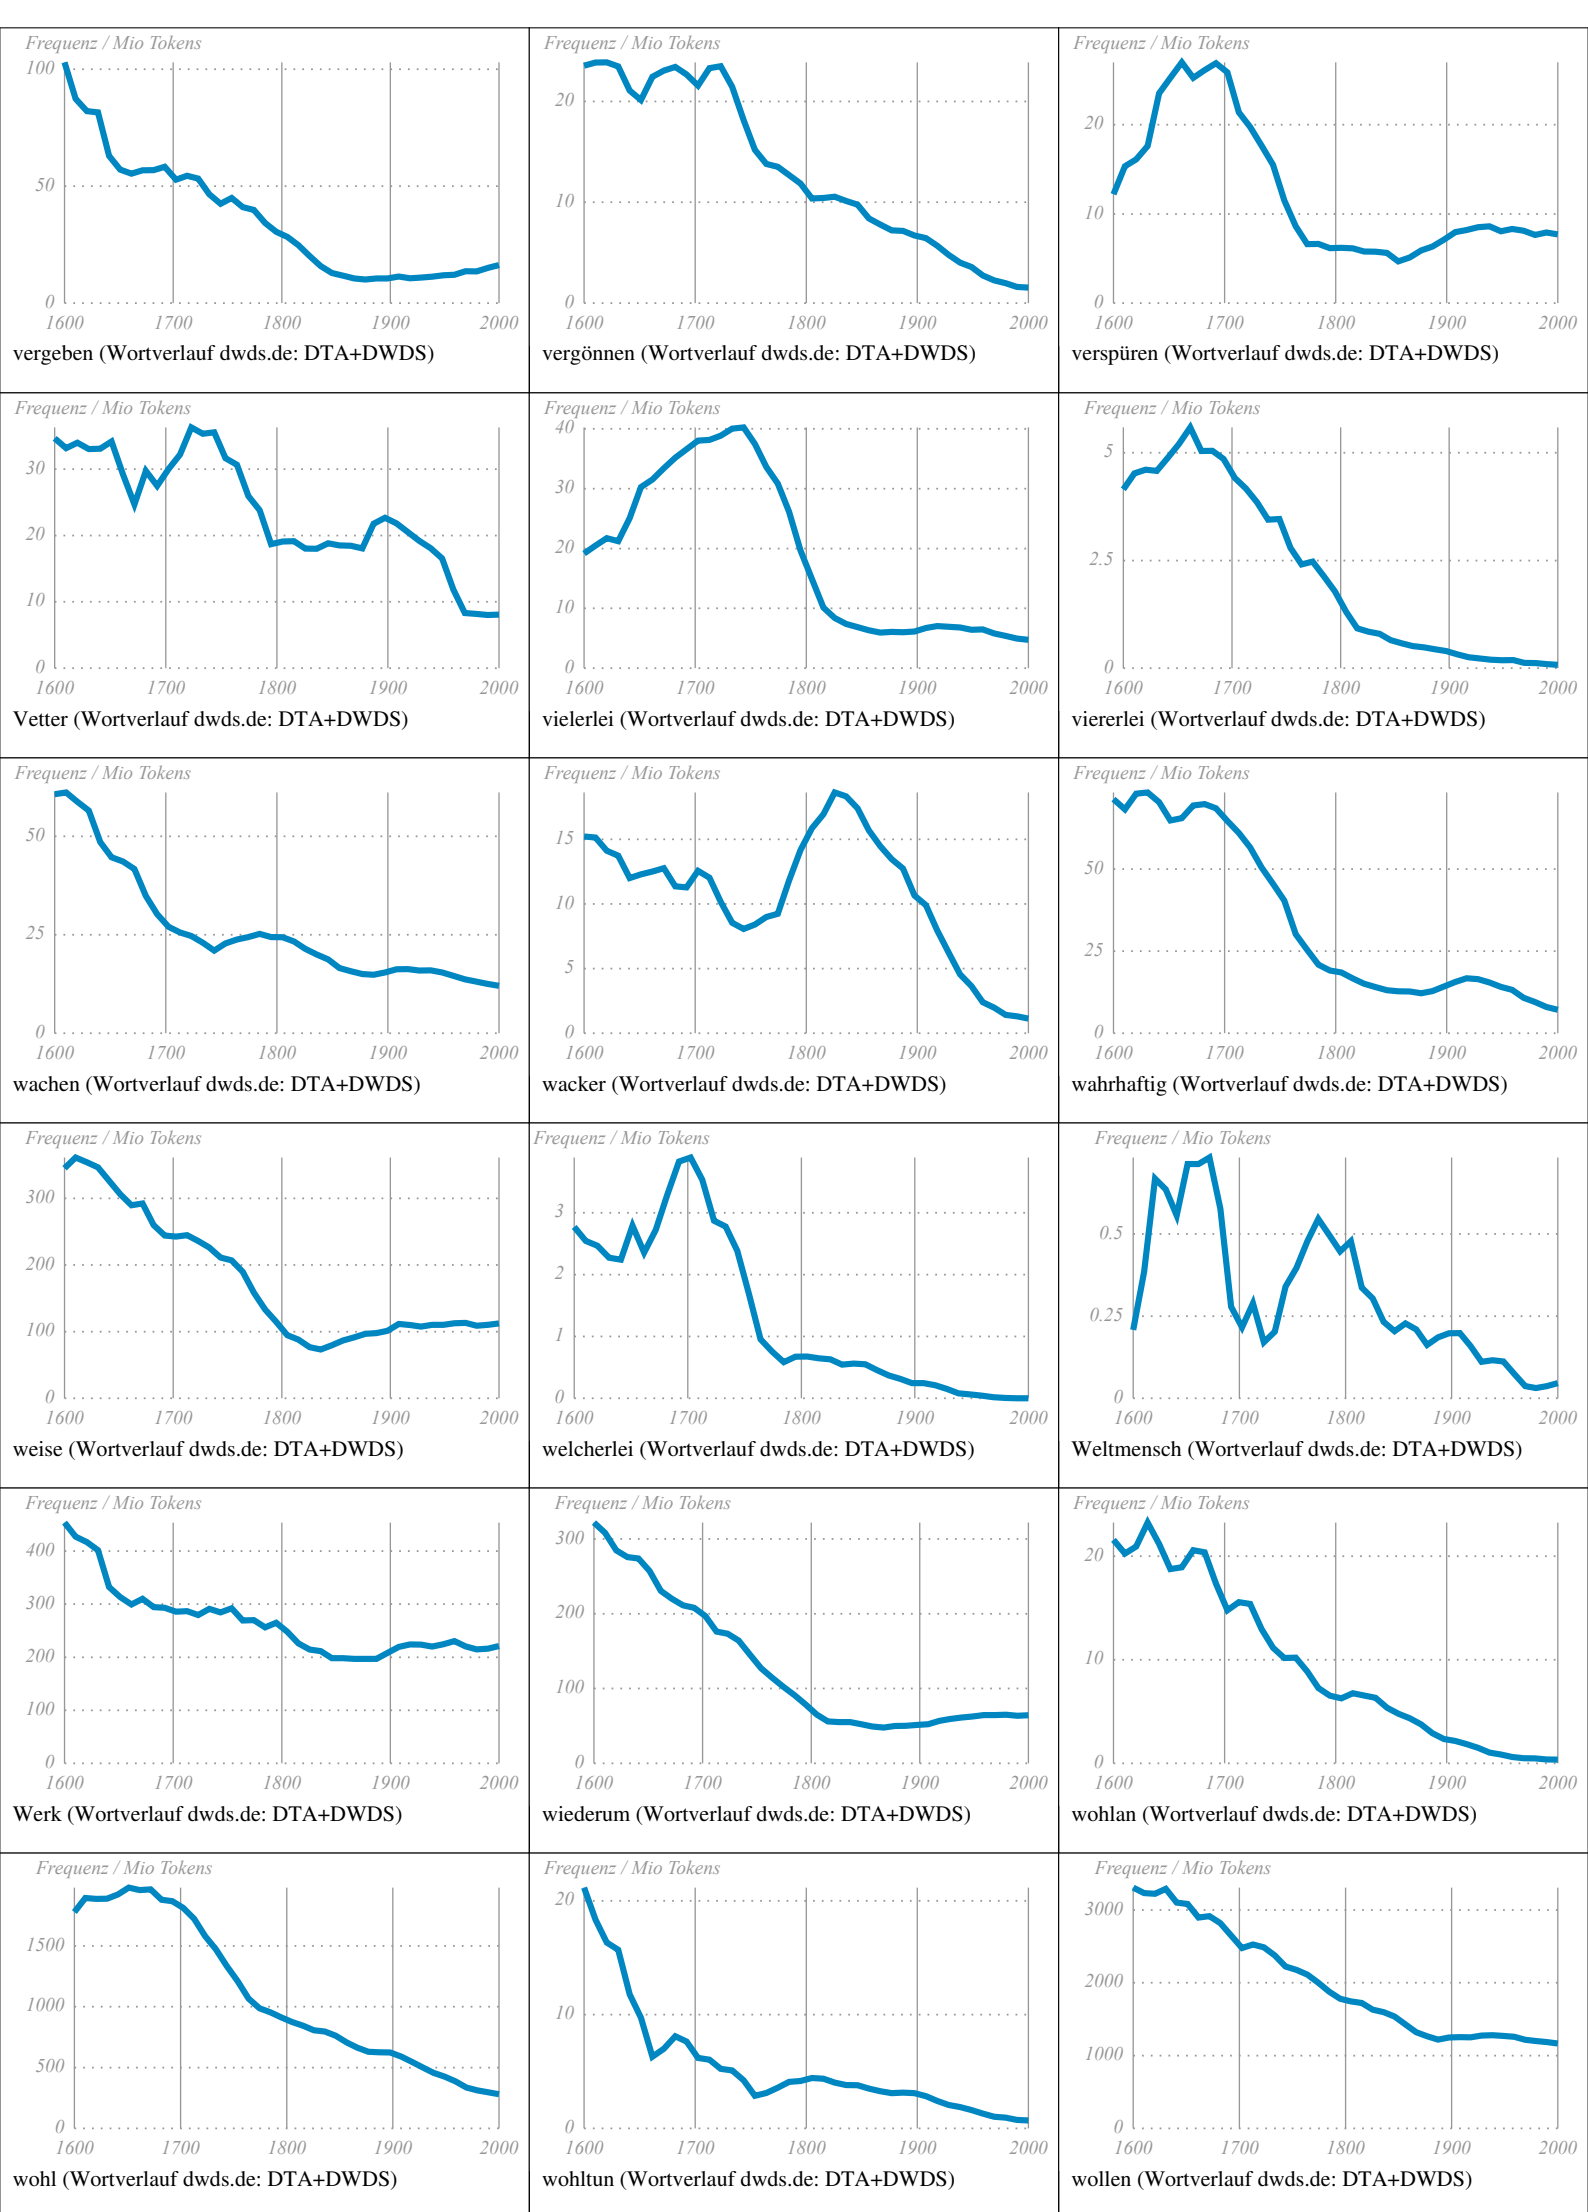 Frequenz / Mio Tokens
100
50
0
1600 1700 1800 1900 2000
vergeben (Wortverlauf dwds.de: DTA+DWDS)
Frequenz / Mio Tokens
20
10
0
1600 1700 1800 1900 2000
vergönnen (Wortverlauf dwds.de: DTA+DWDS)
Frequenz / Mio Tokens
20
10
0
1600 1700 1800 1900 2000
verspüren (Wortverlauf dwds.de: DTA+DWDS)
Frequenz / Mio Tokens
30
20
10
0
1600 1700 1800 1900 2000
Vetter (Wortverlauf dwds.de: DTA+DWDS)
Frequenz / Mio Tokens
40
30
20
10
0
1600 1700 1800 1900 2000
vielerlei (Wortverlauf dwds.de: DTA+DWDS)
Frequenz / Mio Tokens
5
2.5
0
1600 1700 1800 1900 2000
viererlei (Wortverlauf dwds.de: DTA+DWDS)
Frequenz / Mio Tokens
50
25
0
1600 1700 1800 1900 2000
wachen (Wortverlauf dwds.de: DTA+DWDS)
Frequenz / Mio Tokens
15
10
5
0
1600 1700 1800 1900 2000
wacker (Wortverlauf dwds.de: DTA+DWDS)
Frequenz / Mio Tokens
50
25
0
1600 1700 1800 1900 2000
wahrhaftig (Wortverlauf dwds.de: DTA+DWDS)
Frequenz / Mio Tokens
300
200
100
0
1600 1700 1800 1900 2000
weise (Wortverlauf dwds.de: DTA+DWDS)
Frequenz / Mio Tokens
3
2
1
0
1600 1700 1800 1900 2000
welcherlei (Wortverlauf dwds.de: DTA+DWDS)
Frequenz / Mio Tokens
0.5
0.25
0
1600 1700 1800 1900 2000
Weltmensch (Wortverlauf dwds.de: DTA+DWDS)
Frequenz / Mio Tokens
400
300
200
100
0
1600 1700 1800 1900 2000
Werk (Wortverlauf dwds.de: DTA+DWDS)
Frequenz / Mio Tokens
300
200
100
0
1600 1700 1800 1900 2000
wiederum (Wortverlauf dwds.de: DTA+DWDS)
Frequenz / Mio Tokens
20
10
0
1600 1700 1800 1900 2000
wohlan (Wortverlauf dwds.de: DTA+DWDS)
Frequenz / Mio Tokens
1500
1000
500
0
1600 1700 1800 1900 2000
wohl (Wortverlauf dwds.de: DTA+DWDS)
Frequenz / Mio Tokens
20
10
0
1600 1700 1800 1900 2000
wohltun (Wortverlauf dwds.de: DTA+DWDS)
Frequenz / Mio Tokens
3000
2000
1000
0
1600 1700 1800 1900 2000
wollen (Wortverlauf dwds.de: DTA+DWDS)